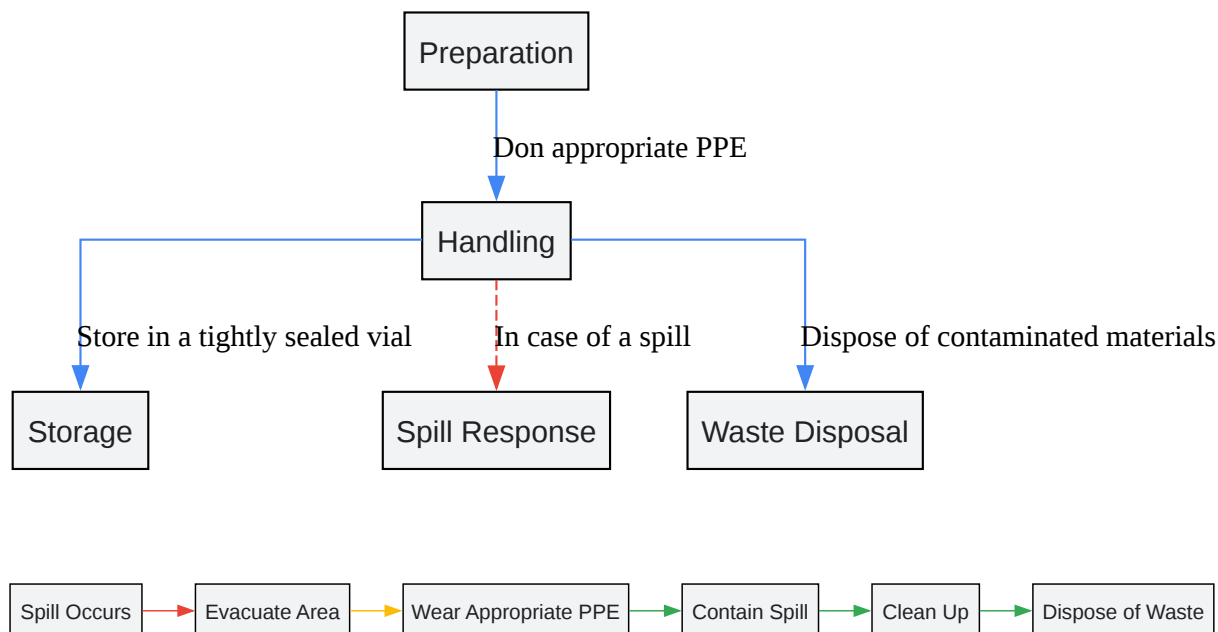 Preparation
Don appropriate PPE
Handling
Store in a tightly sealed vial
In case of a spill
Dispose of contaminated materials
Storage
Spill Response
Waste Disposal
Spill Occurs
Evacuate Area
Wear Appropriate PPE
Contain Spill
Clean Up
Dispose of Waste